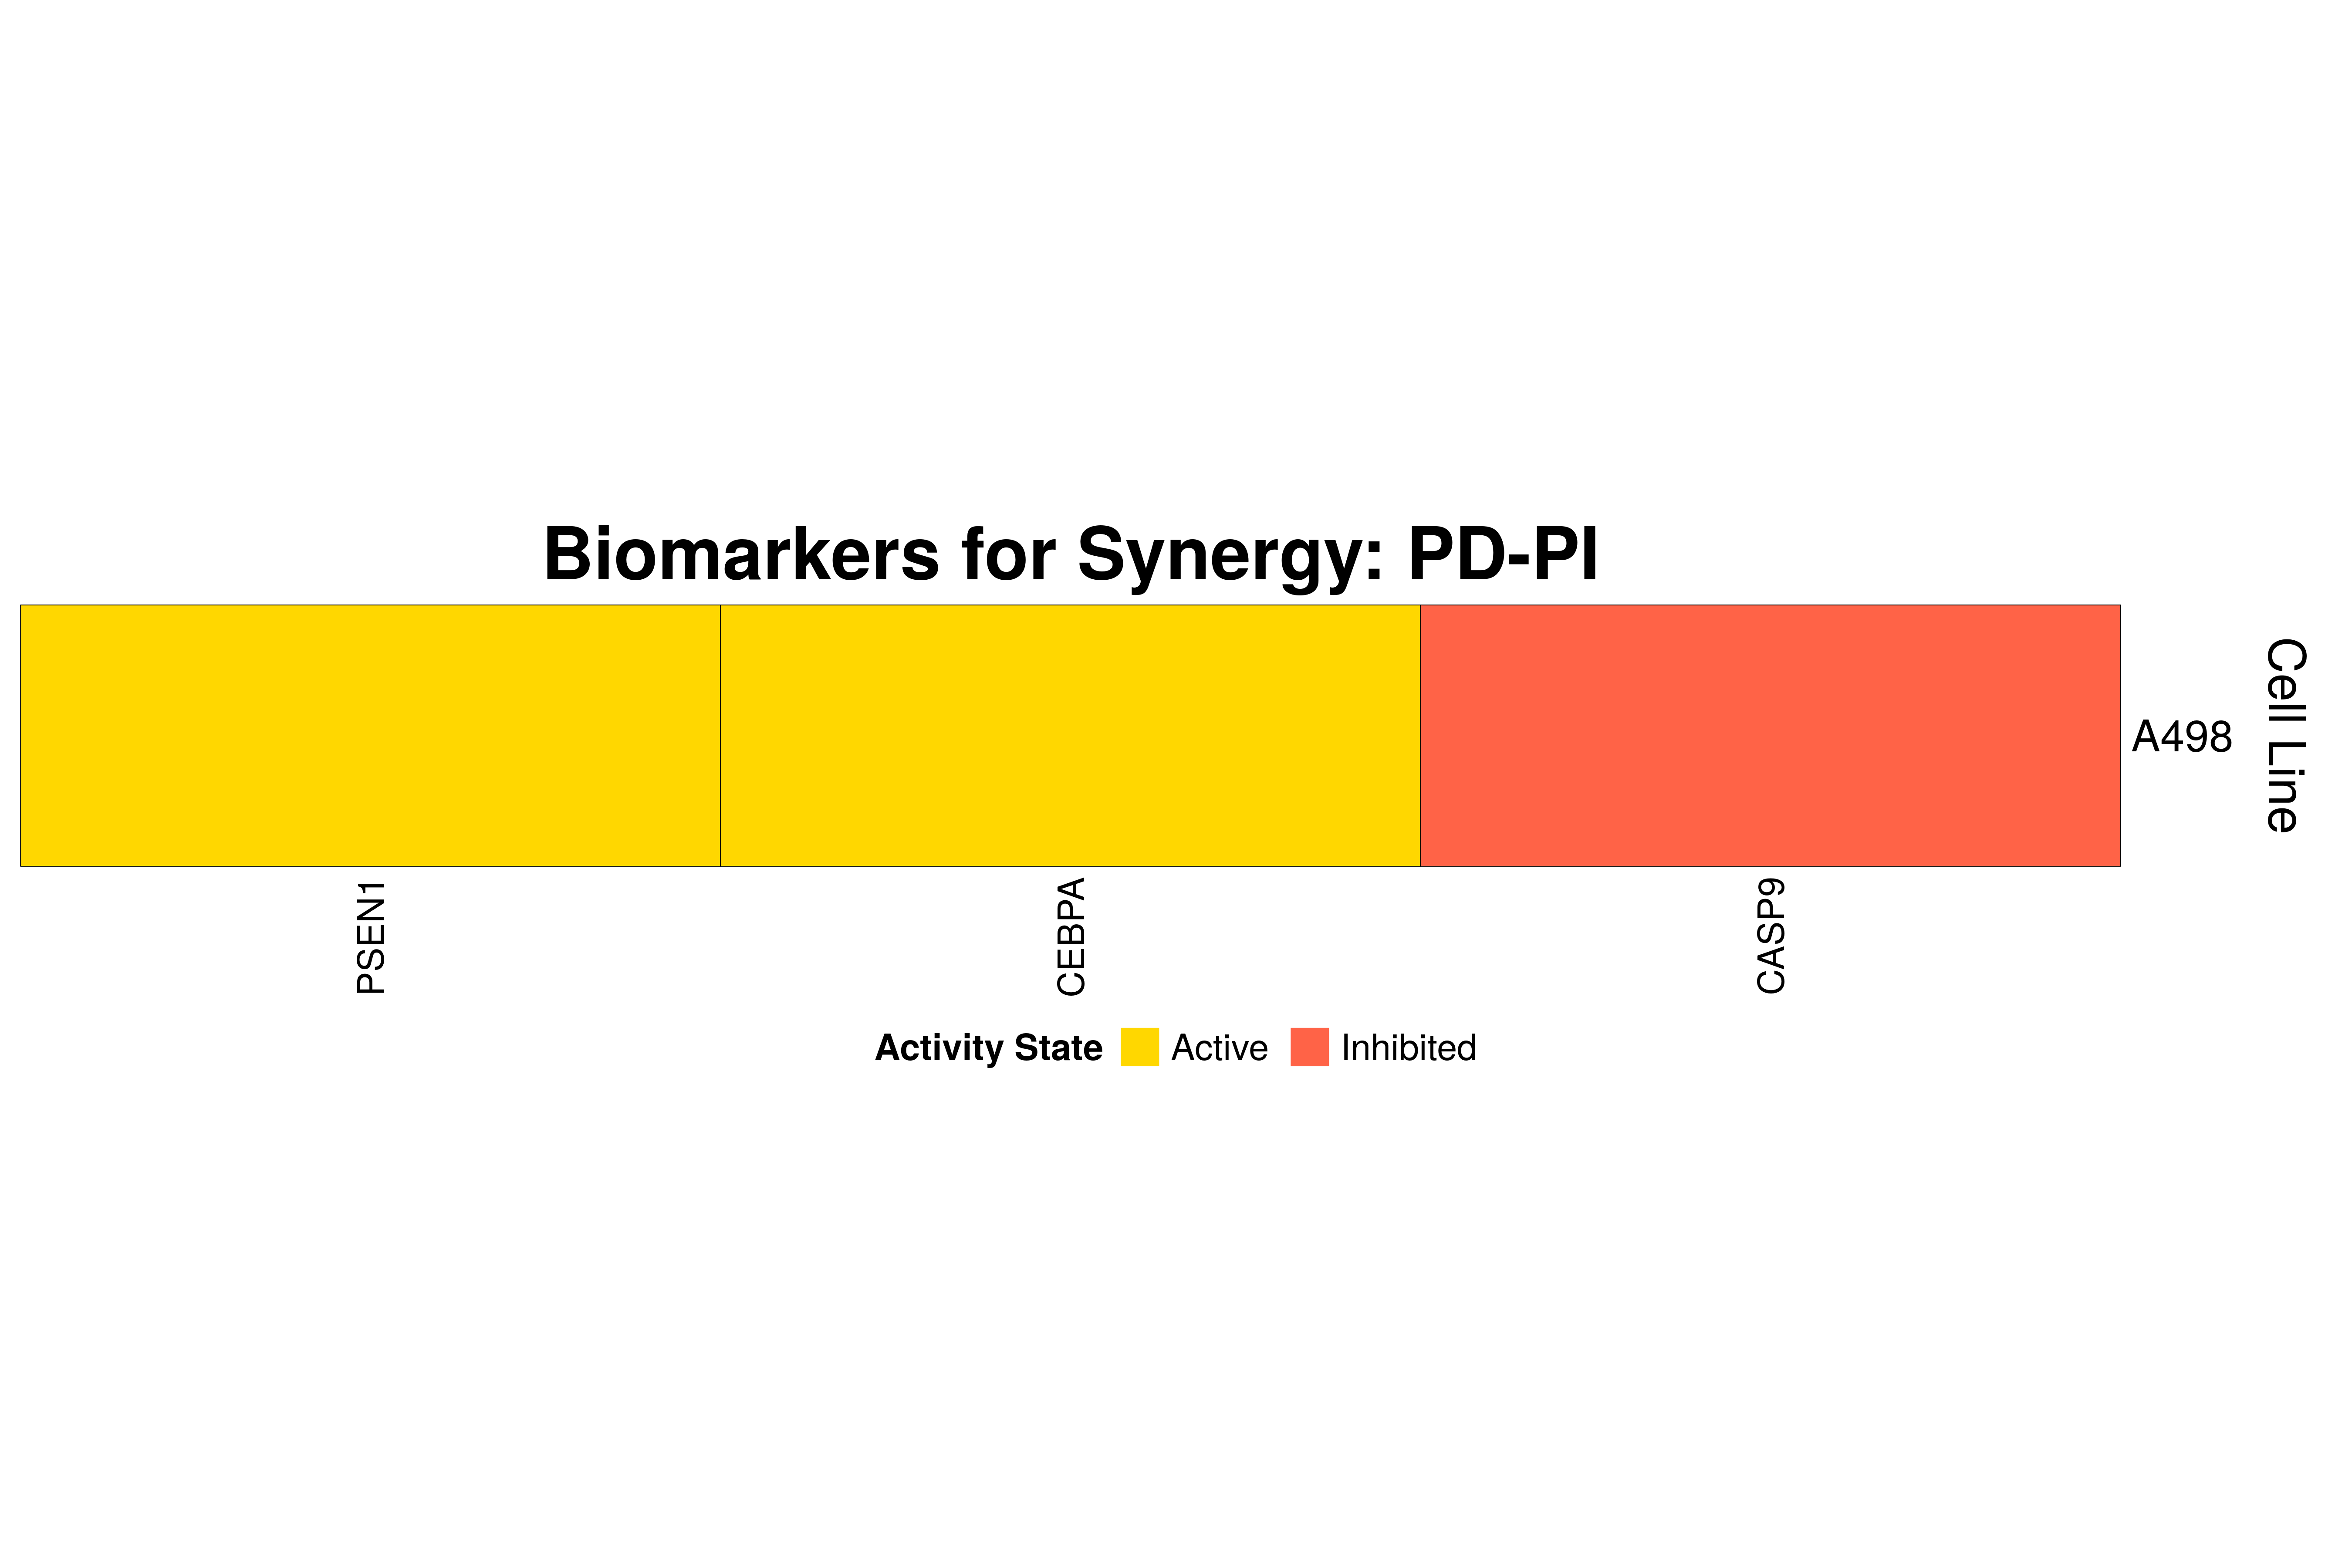 Biomarkers for Synergy: PD-PI
A498
Cell Line
PSEN1
CEBPA
CASP9
Activity State Active Inhibited